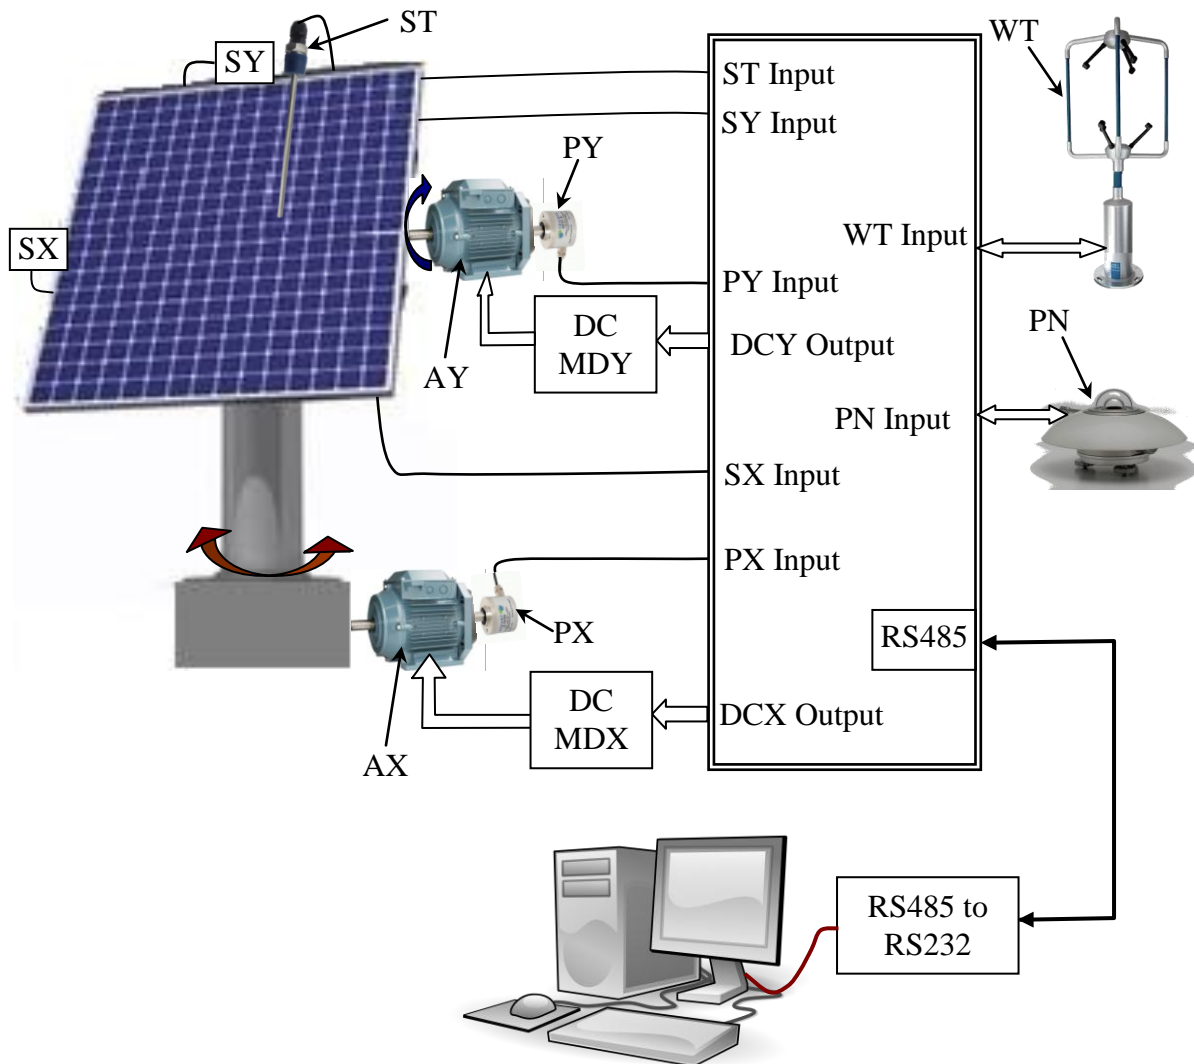 ST
SY
SX
PY
AY
DC
MDY
PX
AX
DC
MDX
ST Input
SY Input
WT Input
PY Input
DCY Output
PN Input
SX Input
PX Input
RS485
DCX Output
WT
PN
RS485 to
RS232